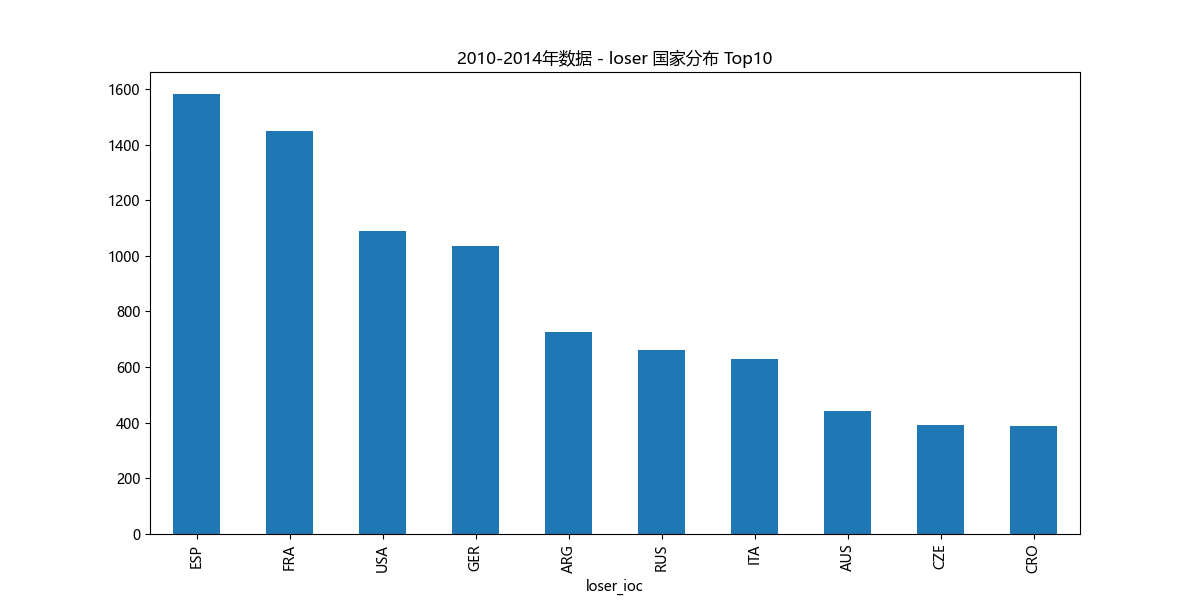 2010-2014年数据 - loser 国家分布 Top10
1600
1400
1200
1000
800
600
400
200
0
ESP
FRA
USA
GER
ARG
RUS
ITA
AUS
CZE
CRO
loser_ioc